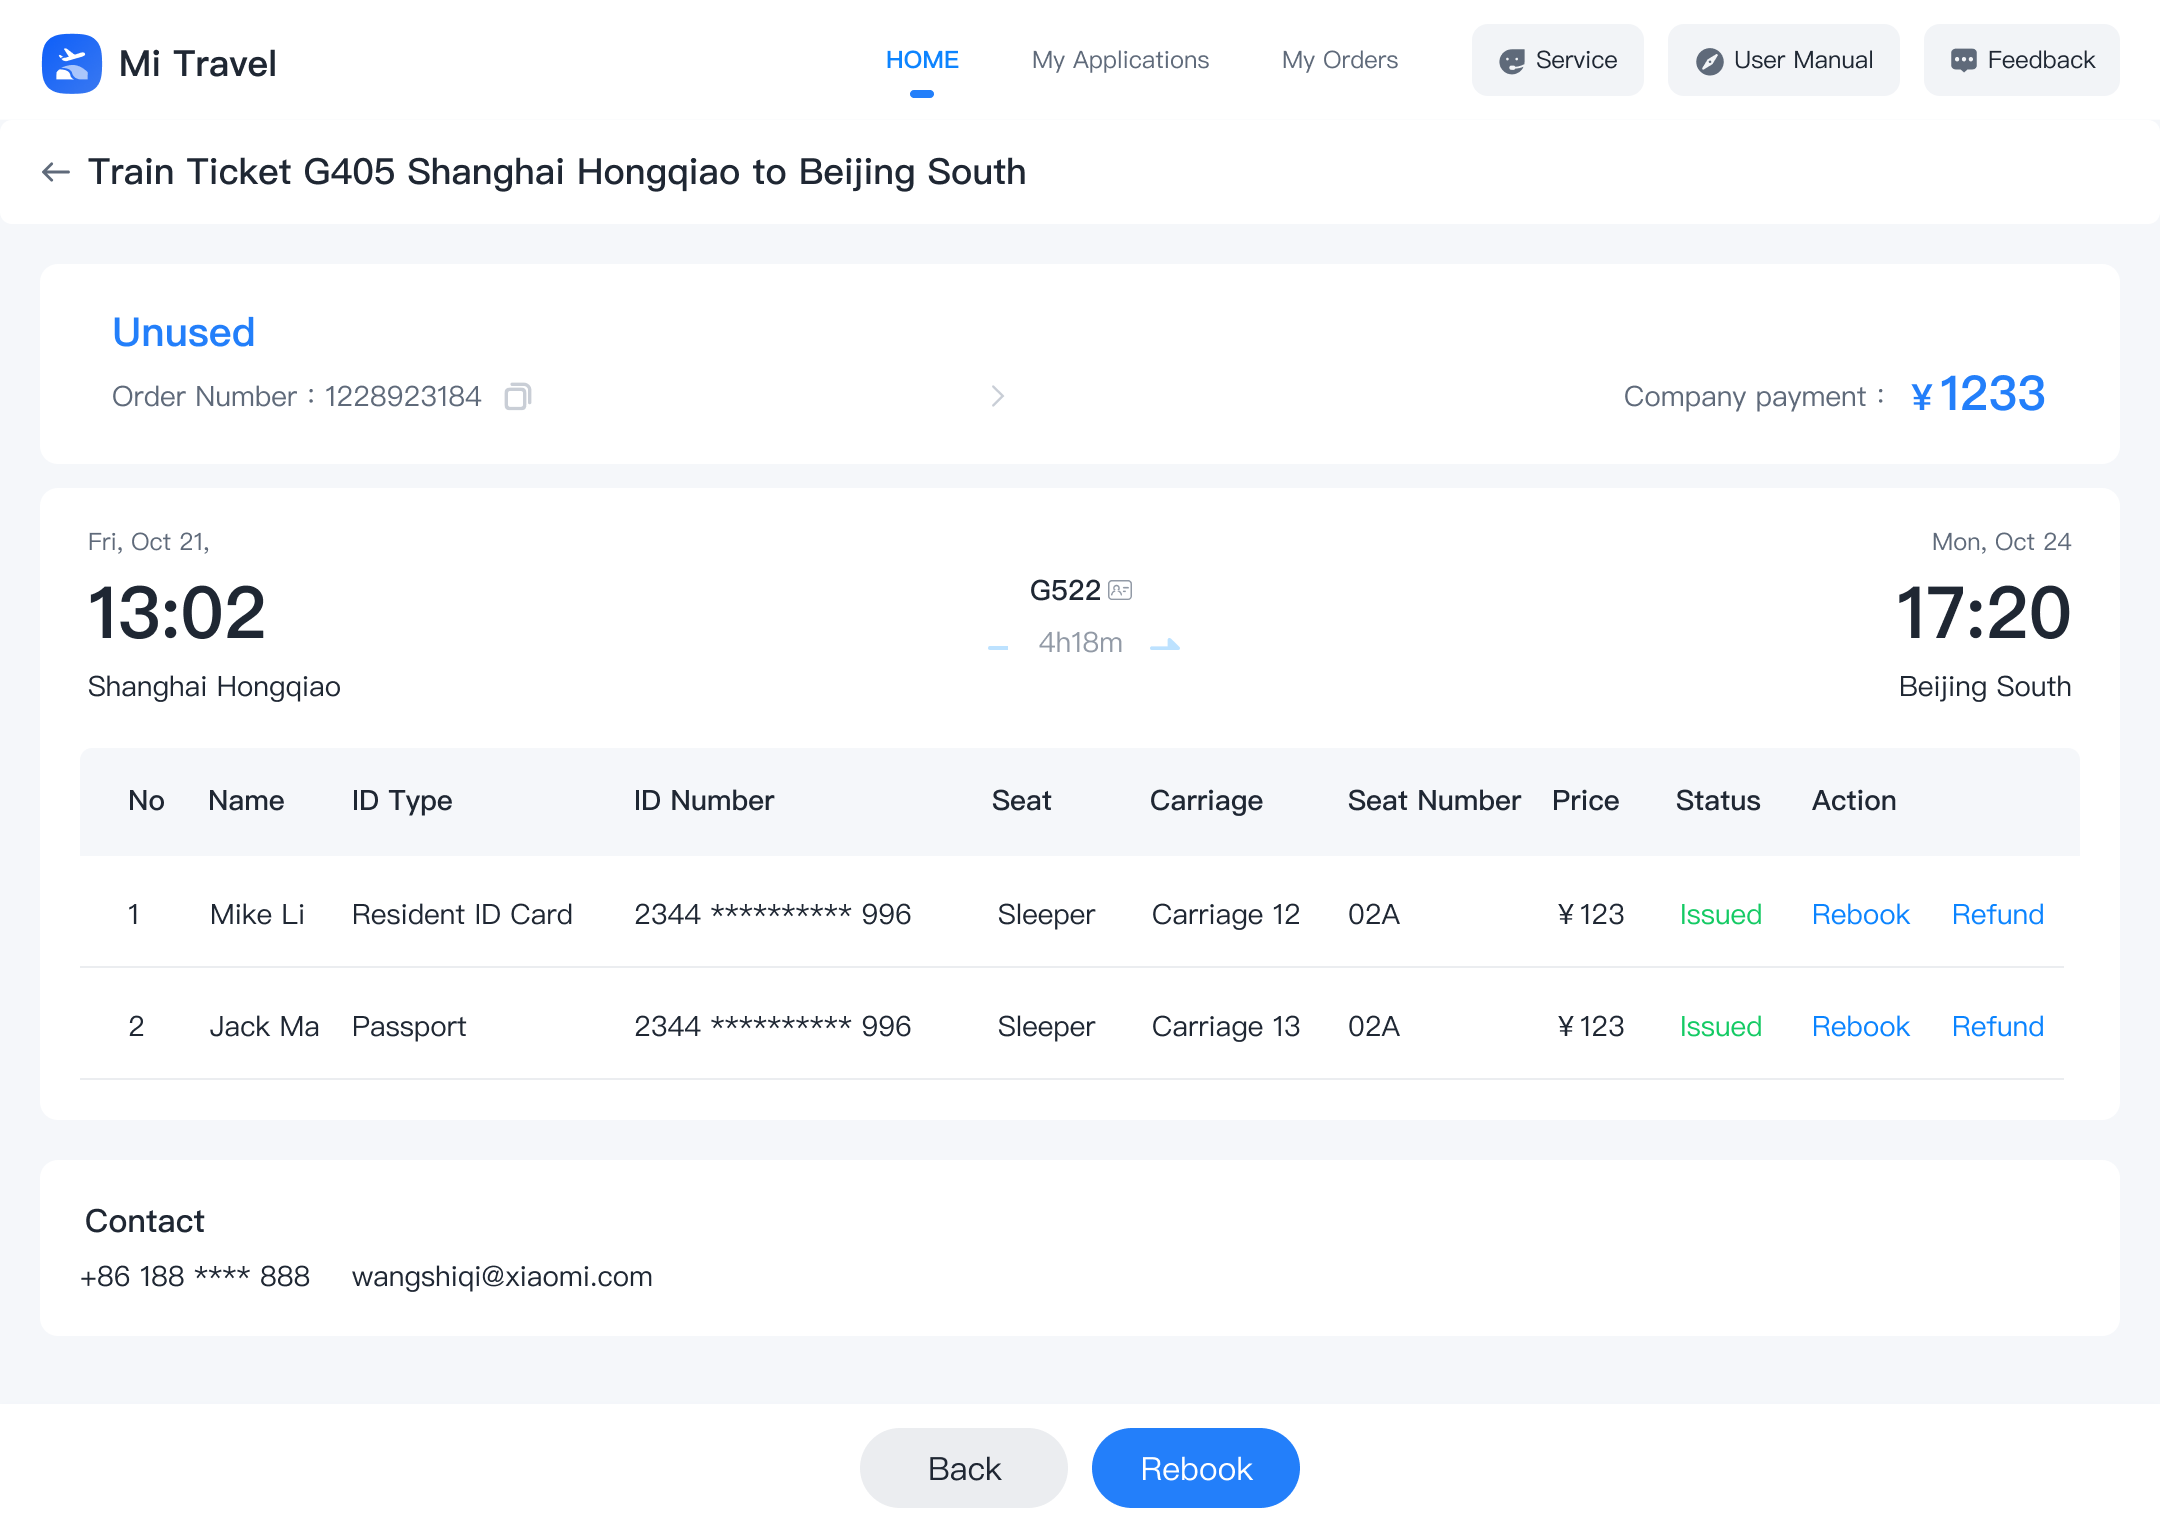 Mi Travel
HOME
My Applications
My Orders
Service
User Manual
Feedback
Train Ticket G405 Shanghai Hongqiao to Beijing South
Unused
Order Number：1228923184
Company payment： ¥1233
Fri, Oct 21,
13:02
Shanghai Hongqiao
G522
4h18m
Mon, Oct 24
17:20
Beijing South
No Name ID Type ID Number Seat Carriage Seat Number Price Status Action
1 Mike Li Resident ID Card 2344 ********** 996 Sleeper Carriage 12 02A ¥123 Issued Rebook Refund
2 Jack Ma Passport 2344 ********** 996 Sleeper Carriage 13 02A ¥123 Issued Rebook Refund
Contact
+86 188 **** 888 wangshiqi@xiaomi.com
Back
Rebook